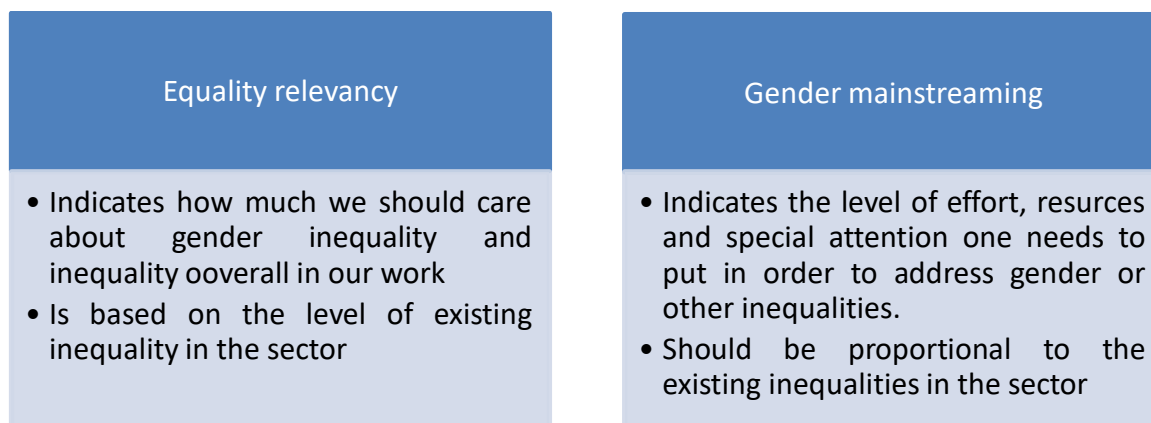 Equality relevancy
• Indicates how much we should care
about gender inequality and
inequality ooverall in our work
• Is based on the level of existing
inequality in the sector
Gender mainstreaming
• Indicates the level of effort, resurces
and special attention one needs to
put in order to address gender or
other inequalities.
• Should be proportional to the
existing inequalities in the sector